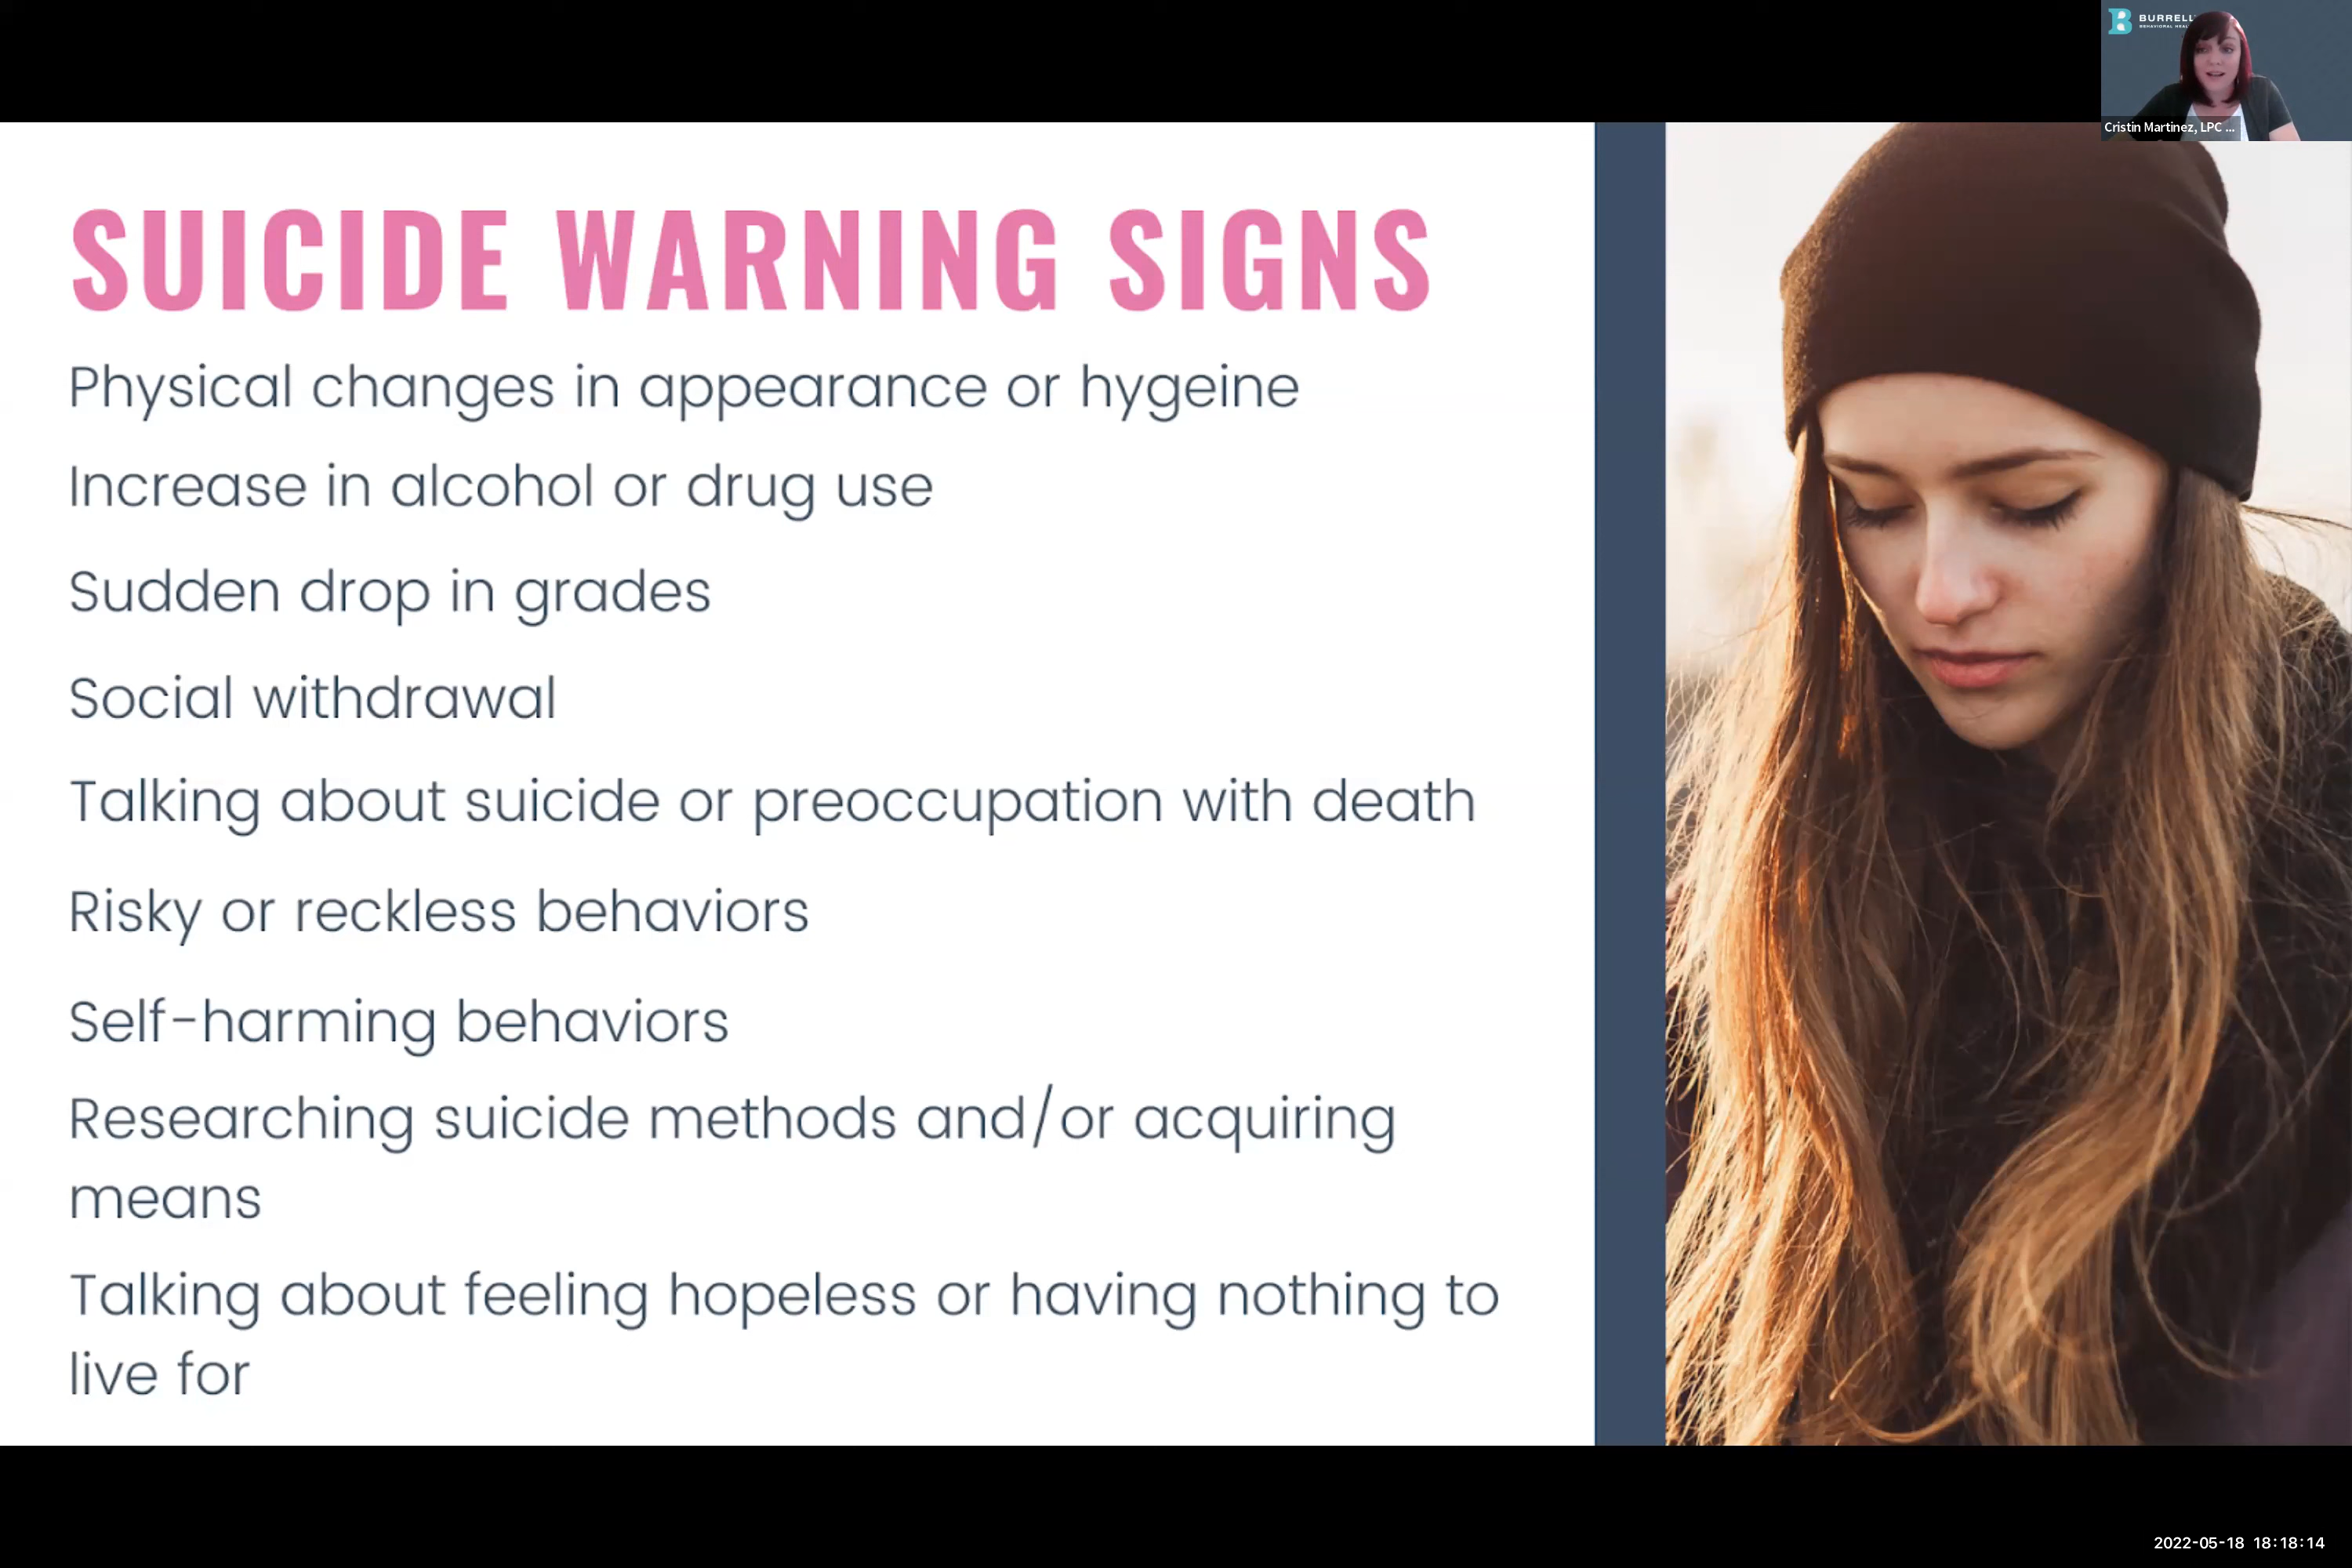 BURRELL
BEHAVIORAL HEAL
Cristin Martinez, LPC ...
SUICIDE WARNING SIGNS
Physical changes in appearance or hygeine
Increase in alcohol or drug use
Sudden drop in grades
Social withdrawal
Talking about suicide or preoccupation with death
Risky or reckless behaviors
Self-harming behaviors
Researching suicide methods and/or acquiring
means
Talking about feeling hopeless or having nothing to
live for
2022-05-18 18:18:14